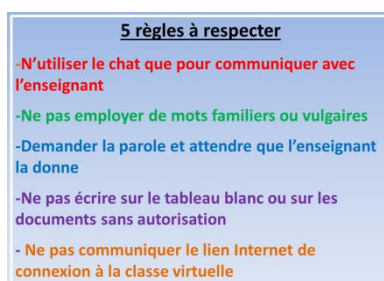 5 règles à respecter
-N’utiliser le chat que pour communiquer avec
l’enseignant
-Ne pas employer de mots familiers ou vulgaires
-Demander la parole et attendre que l’enseignant
la donne
-Ne pas écrire sur le tableau blanc ou sur les
documents sans autorisation
- Ne pas communiquer le lien Internet de
connexion à la classe virtuelle